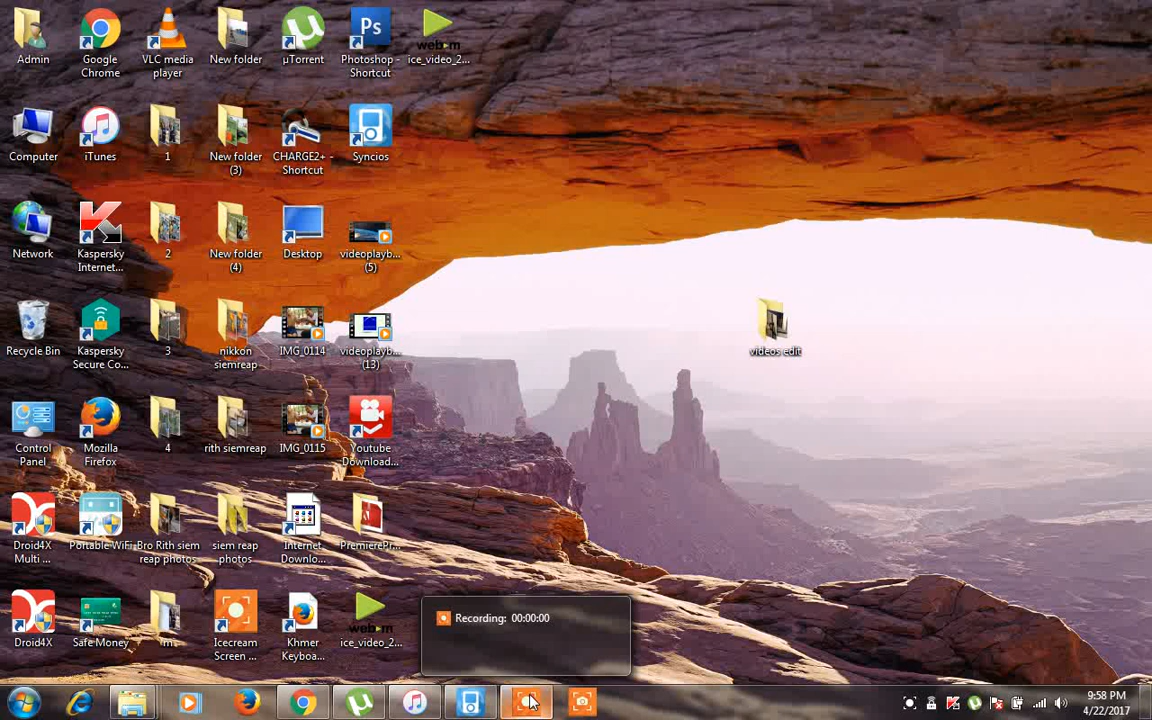 Admin
Google
Chrome
VLC media
player
New folder
µTorrent
Ps
Photoshop -
Shortcut
webm
ice_video_2...
Computer
iTunes
1
New folder
(3)
CHARGE2+ -
Shortcut
Syncios
Network
Kaspersky
Internet...
2
New folder
(4)
Desktop
videoplayb...
(5)
Recycle Bin
Kaspersky
Secure Co...
3
nikkon
siemreap
IMG_0114
videoplayb...
(13)
videos edit
Control
Panel
Mozilla
Firefox
4
rith siemreap
IMG_0115
Youtube
Download...
Droid4X
Multi ...
Portable WiFi
Bro Rith siem
reap photos
siem reap
photos
Internet
Downlo...
PremierePr...
Droid4X
Safe Money
Icecream
Screen ...
Khmer
Keyboa...
webm
ice_video_2...
Recording: 00:00:00
9:58 PM
4/22/2017